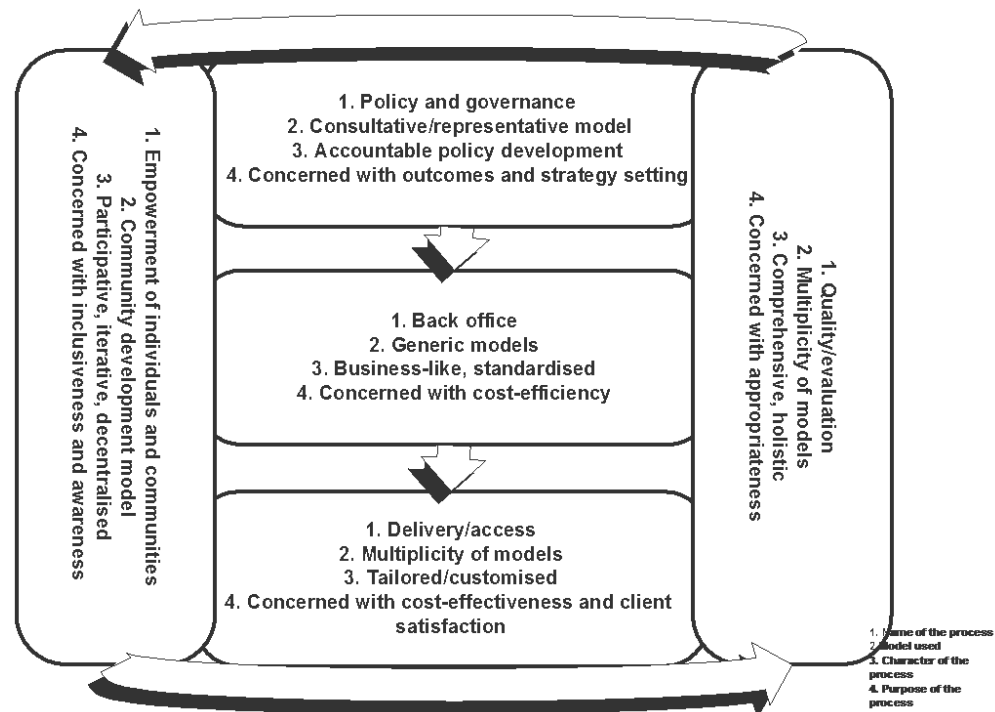 1. Policy and governance
2. Consultative/representative model
3. Accountable policy development
4. Concerned with outcomes and strategy setting
1. Empowerment of individuals and communities
2. Community development model
3. Participative, iterative, decentralised
4. Concerned with inclusiveness and awareness
1. Back office
2. Generic models
3. Business-like, standardised
4. Concerned with cost-efficiency
1. Delivery/access
2. Multiplicity of models
3. Tailored/customised
4. Concerned with cost-effectiveness and client
satisfaction
1. Quality/evaluation
2. Multiplicity of models
3. Comprehensive, holistic
4. Concerned with appropriateness
1. Name of the process
2. Model used
3. Character of the
process
4. Purpose of the
process